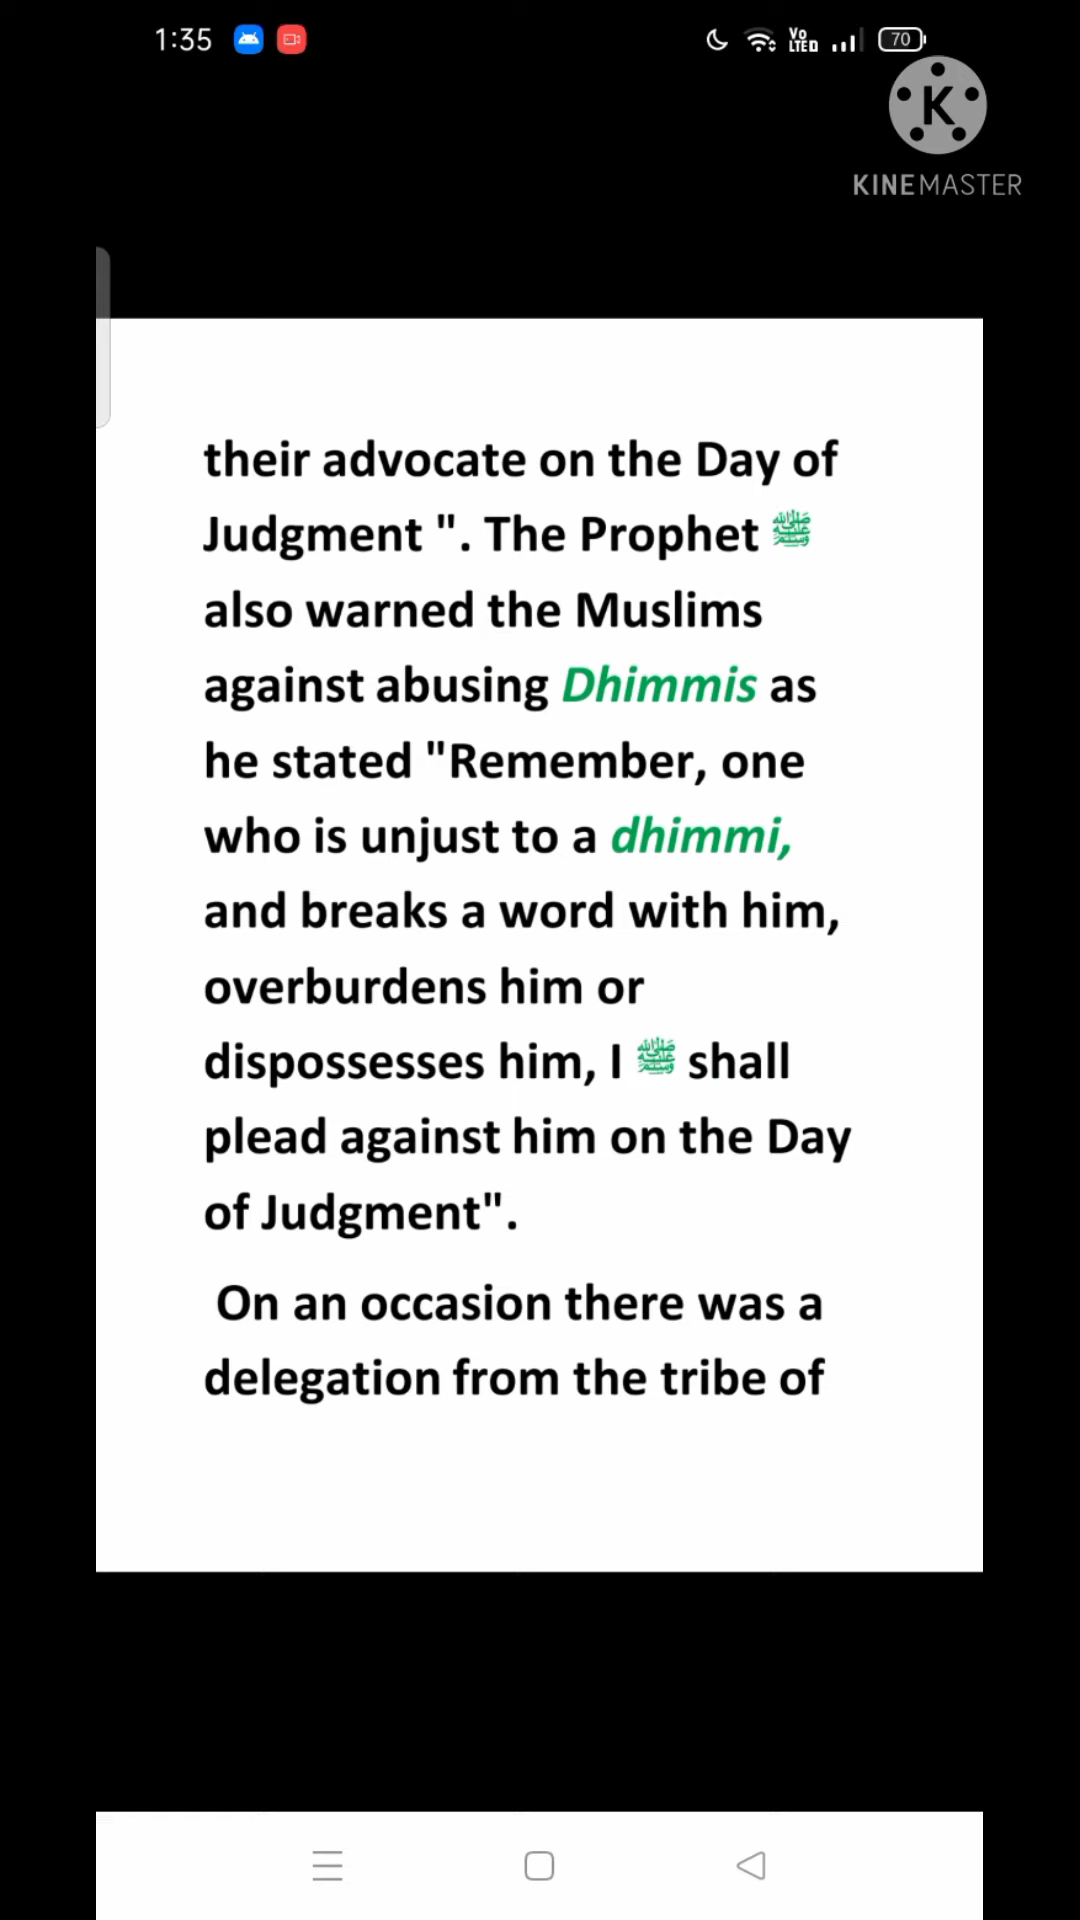 1:35
Vo
LTED
70
K
KINEMASTER
their advocate on the Day of
Judgment ". The Prophet ﷺ
also warned the Muslims
against abusing Dhimmis as
he stated "Remember, one
who is unjust to a dhimmi,
and breaks a word with him,
overburdens him or
dispossesses him, I ﷺ shall
plead against him on the Day
of Judgment".
On an occasion there was a
delegation from the tribe of